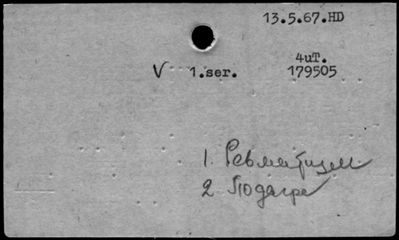 13.5.67.HD
4uT.
V 1.ser. 179505
1. Ревматизм
2. Подагра